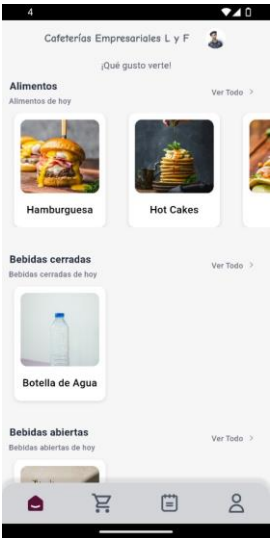 4
Cafeterías Empresariales L y F
¡Qué gusto verte!
Alimentos
Ver Todo >
Alimentos de hoy
Hamburguesa
Hot Cakes
Bebidas cerradas
Ver Todo >
Bebidas cerradas de hoy
Botella de Agua
Bebidas abiertas
Ver Todo >
Bebidas abiertas de hoy